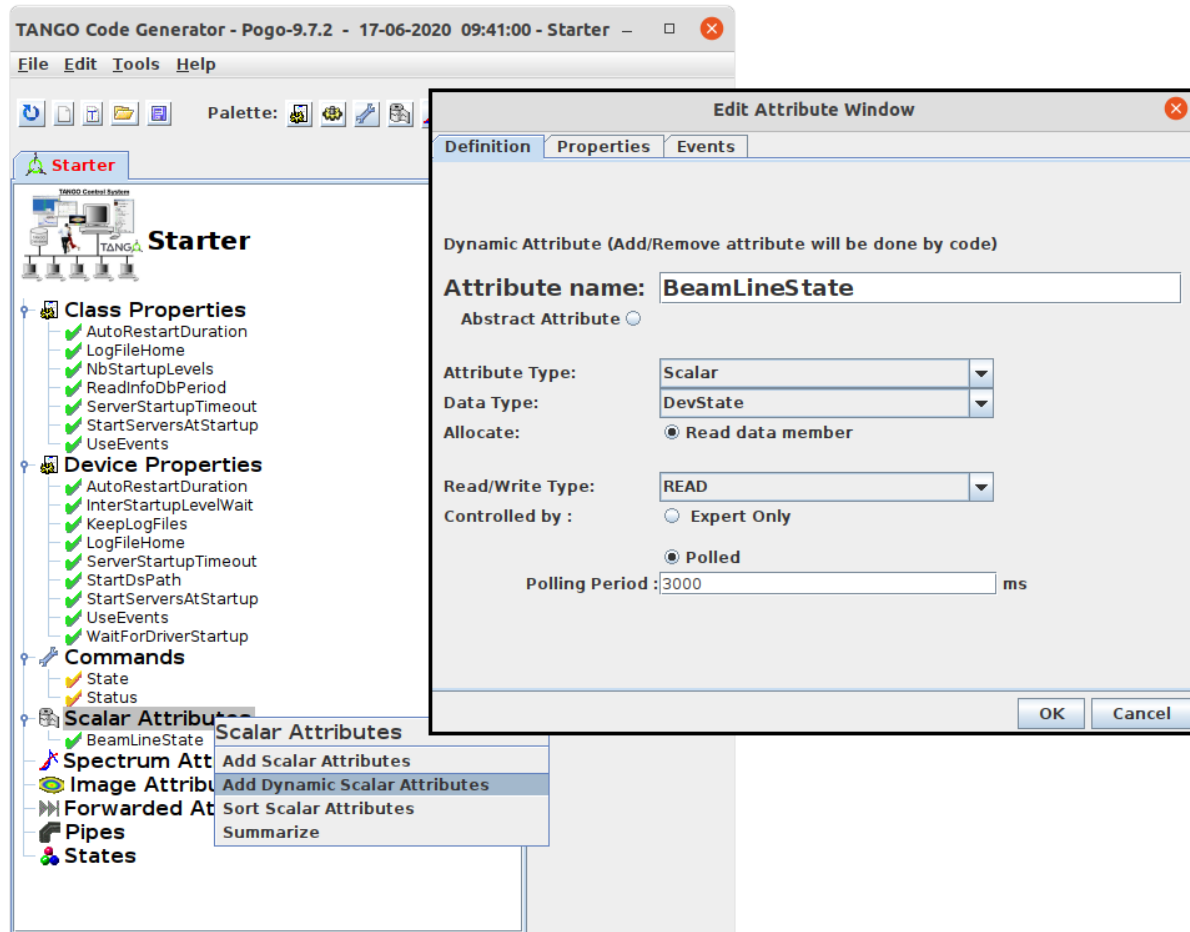 TANGO Code Generator - Pogo-9.7.2 - 17-06-2020 09:41:00 - Starter
File Edit Tools Help
Palette:
Starter
TANGO Control System
TANGO
Starter
Class Properties
AutoRestartDuration
LogFileHome
NbStartupLevels
ReadInfoDbPeriod
ServerStartupTimeout
StartServersAtStartup
UseEvents
Device Properties
AutoRestartDuration
InterStartupLevelWait
KeepLogFiles
LogFileHome
ServerStartupTimeout
StartDsPath
StartServersAtStartup
UseEvents
WaitForDriverStartup
Commands
State
Status
Scalar Attributes
BeamLineState
Spectrum Att
Image Attribu
Forwarded At
Pipes
States
Scalar Attributes
Add Scalar Attributes
Add Dynamic Scalar Attributes
Sort Scalar Attributes
Summarize
Edit Attribute Window
Definition Properties Events
Dynamic Attribute (Add/Remove attribute will be done by code)
Attribute name: BeamLineState
Abstract Attribute
Attribute Type: Scalar
Data Type: DevState
Allocate: Read data member
Read/Write Type: READ
Controlled by : Expert Only
Polled
Polling Period : 3000 ms
OK Cancel